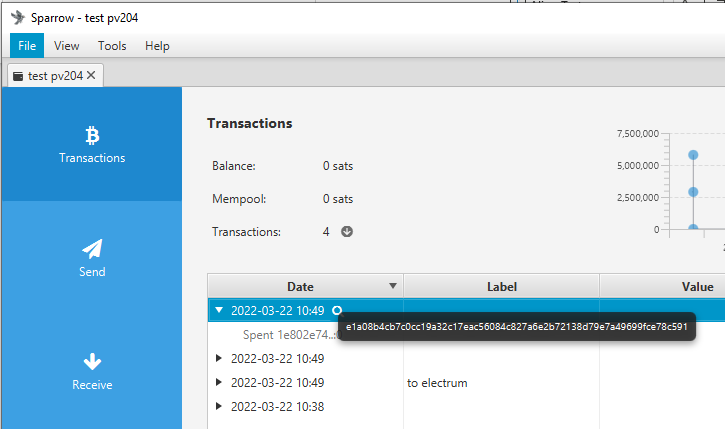 Sparrow - test pv204
File View Tools Help
test pv204
Transactions
Send
Receive
Transactions
Balance: 0 sats
Mempool: 0 sats
Transactions: 4
7,500,000
5,000,000
2,500,000
0
Date Label Value
2022-03-22 10:49
e1a08b4cb7c0cc19a32c17eac56084c827a6e2b72138d79e7a49699fce78c591
Spent 1e802e74..:
2022-03-22 10:49
2022-03-22 10:49 to electrum
2022-03-22 10:38